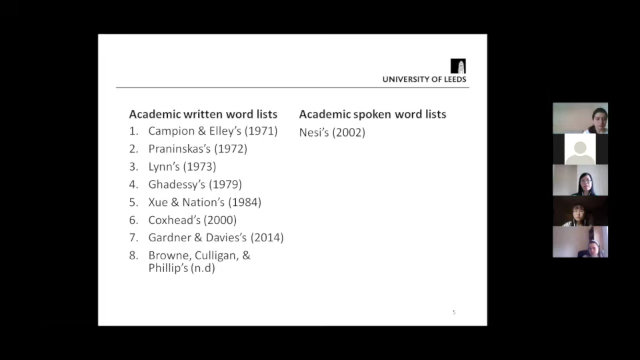 UNIVERSITY OF LEEDS
Academic written word lists
1. Campion & Elley's (1971)
2. Praninskas's (1972)
3. Lynn's (1973)
4. Ghadessy's (1979)
5. Xue & Nation's (1984)
6. Coxhead's (2000)
7. Gardner & Davies's (2014)
8. Browne, Culligan, &
Phillip's (n.d)
Academic spoken word lists
Nesi's (2002)
5